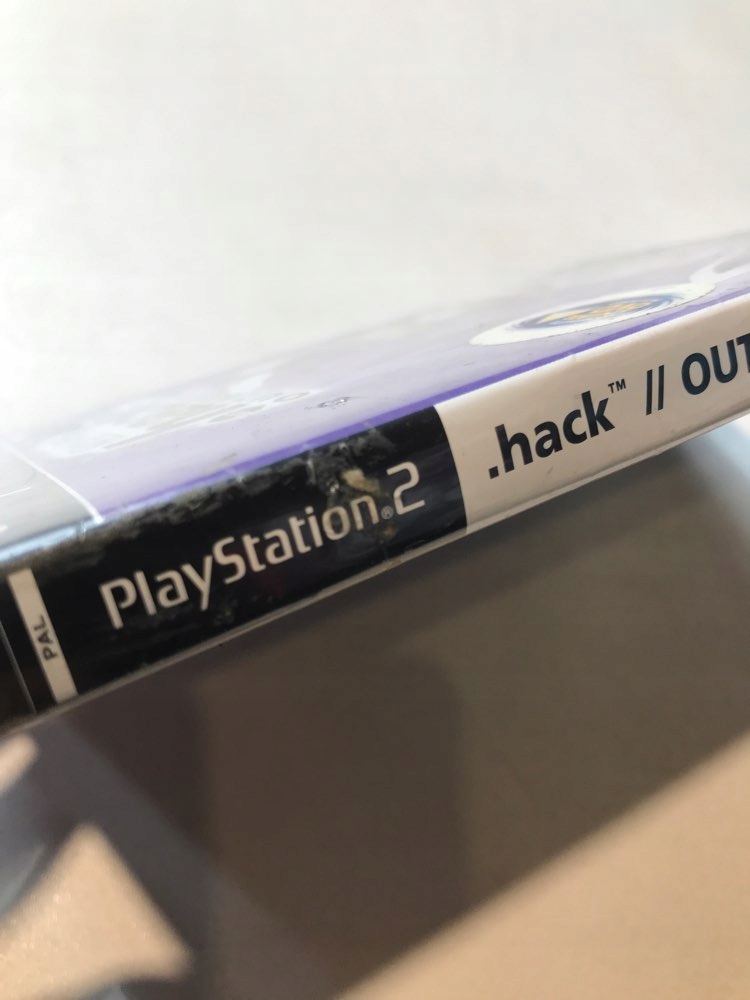 PAL
PlayStation®2
.hack™ // OUT